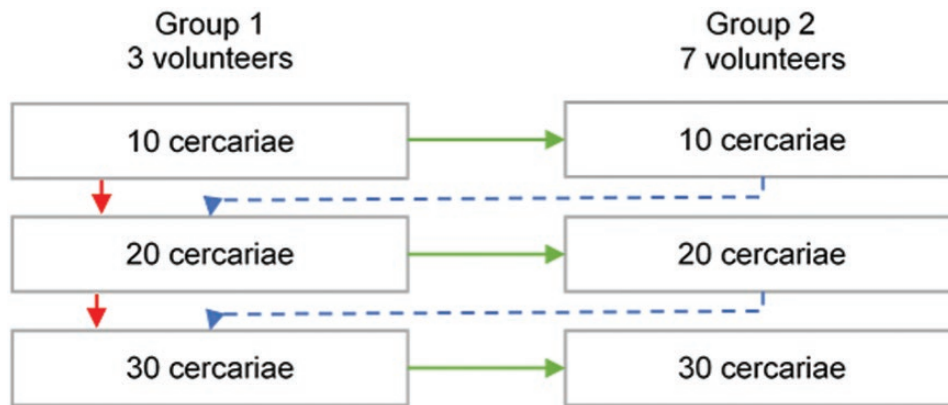 Group 1
3 volunteers
Group 2
7 volunteers
10 cercariae
10 cercariae
20 cercariae
20 cercariae
30 cercariae
30 cercariae